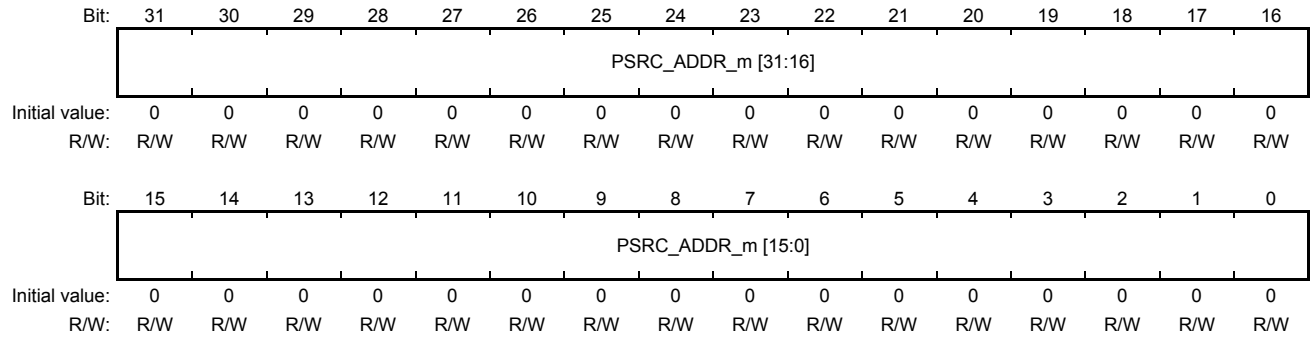 Bit: 31 30 29 28 27 26 25 24 23 22 21 20 19 18 17 16
PSRC_ADDR_m [31:16]
Initial value: 0 0 0 0 0 0 0 0 0 0 0 0 0 0 0 0
R/W: R/W R/W R/W R/W R/W R/W R/W R/W R/W R/W R/W R/W R/W R/W R/W R/W
Bit: 15 14 13 12 11 10 9 8 7 6 5 4 3 2 1 0
PSRC_ADDR_m [15:0]
Initial value: 0 0 0 0 0 0 0 0 0 0 0 0 0 0 0 0
R/W: R/W R/W R/W R/W R/W R/W R/W R/W R/W R/W R/W R/W R/W R/W R/W R/W